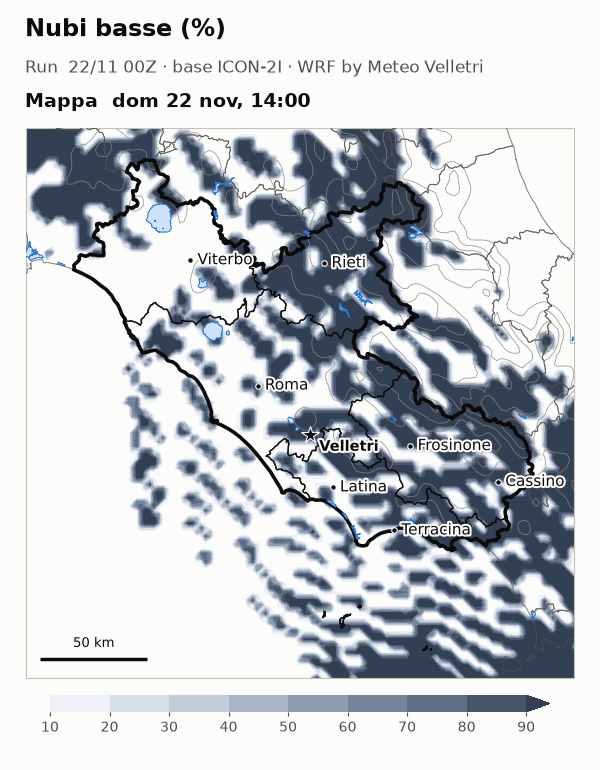 Nubi basse (%)
Run 22/11 00Z · base ICON-2I · WRF by Meteo Velletri
Mappa dom 22 nov, 14:00
Viterbo
Rieti
Roma
Velletri
Frosinone
Cassino
Latina
Terracina
50 km
10 20 30 40 50 60 70 80 90